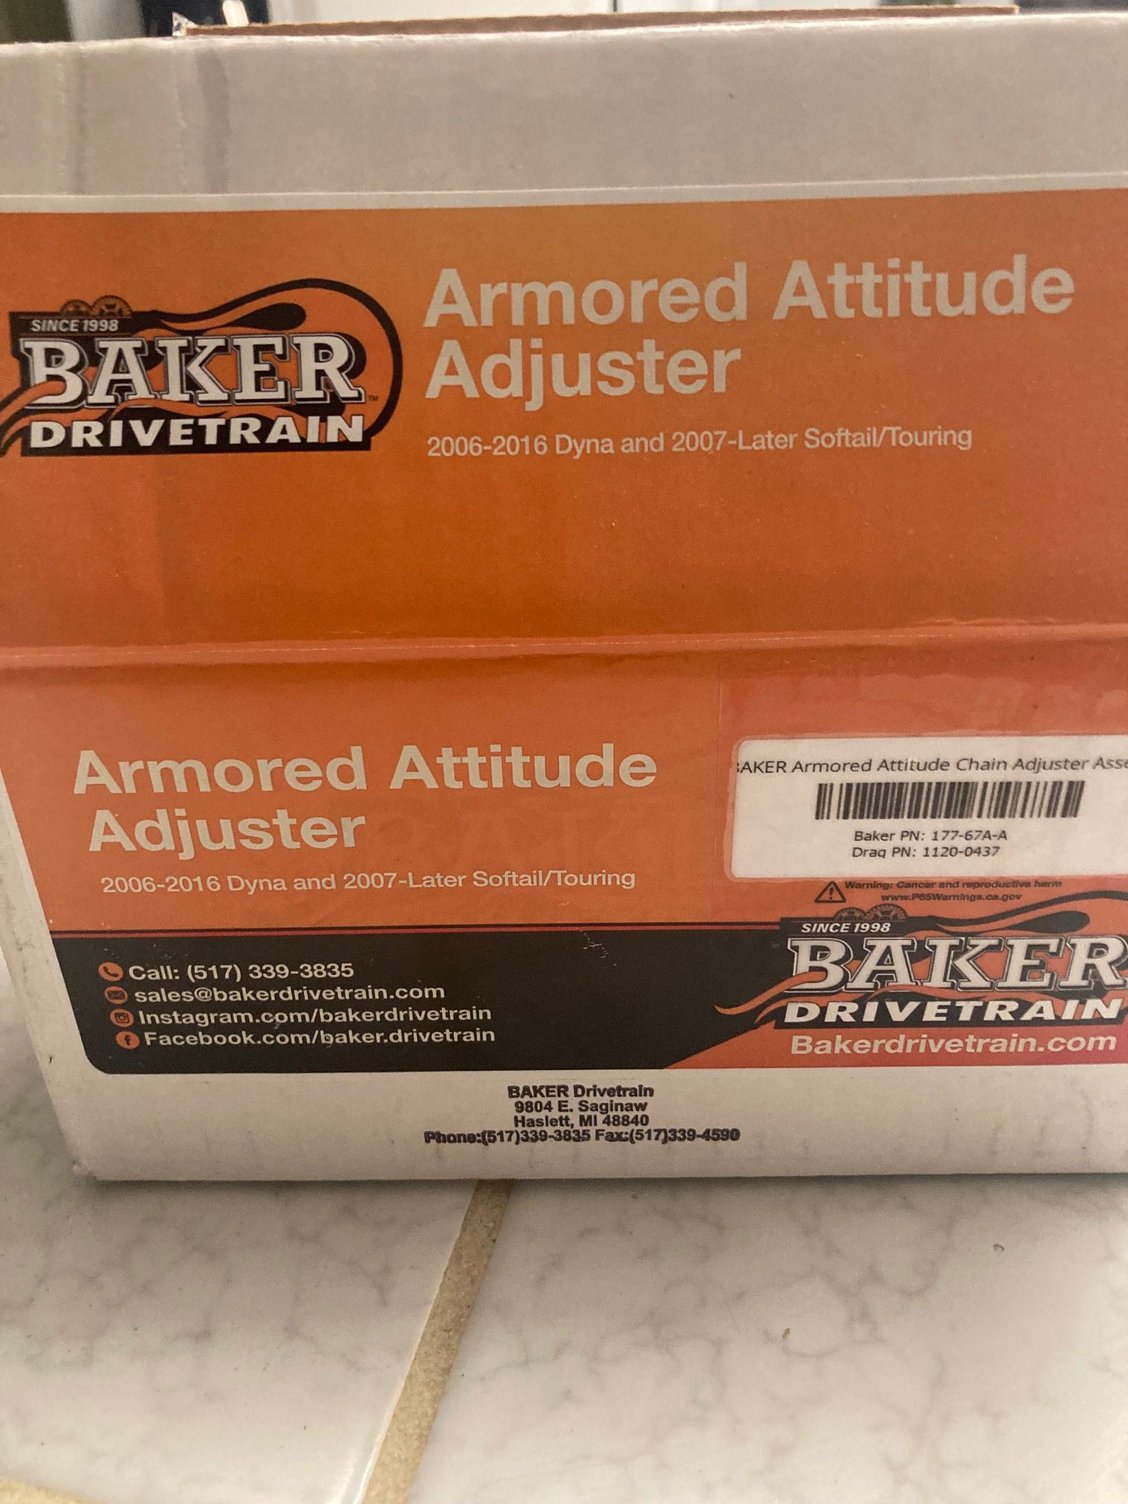 SINCE 1998
BAKER™
DRIVETRAIN
Armored Attitude
Adjuster
2006-2016 Dyna and 2007-Later Softail/Touring
Armored Attitude
Adjuster
2006-2016 Dyna and 2007-Later Softail/Touring
AKER Armored Attitude Chain Adjuster Asse
Baker PN: 177-67A-A
Drag PN: 1120-0437
Warning: Cancer and reproductive harm
www.P65Warnings.ca.gov
Call: (517) 339-3835
sales@bakerdrivetrain.com
Instagram.com/bakerdrivetrain
Facebook.com/baker.drivetrain
SINCE 1998
BAKER
DRIVETRAIN
Bakerdrivetrain.com
BAKER Drivetrain
9804 E. Saginaw
Haslett, MI 48840
Phone:(517)339-3835 Fax:(517)339-4590